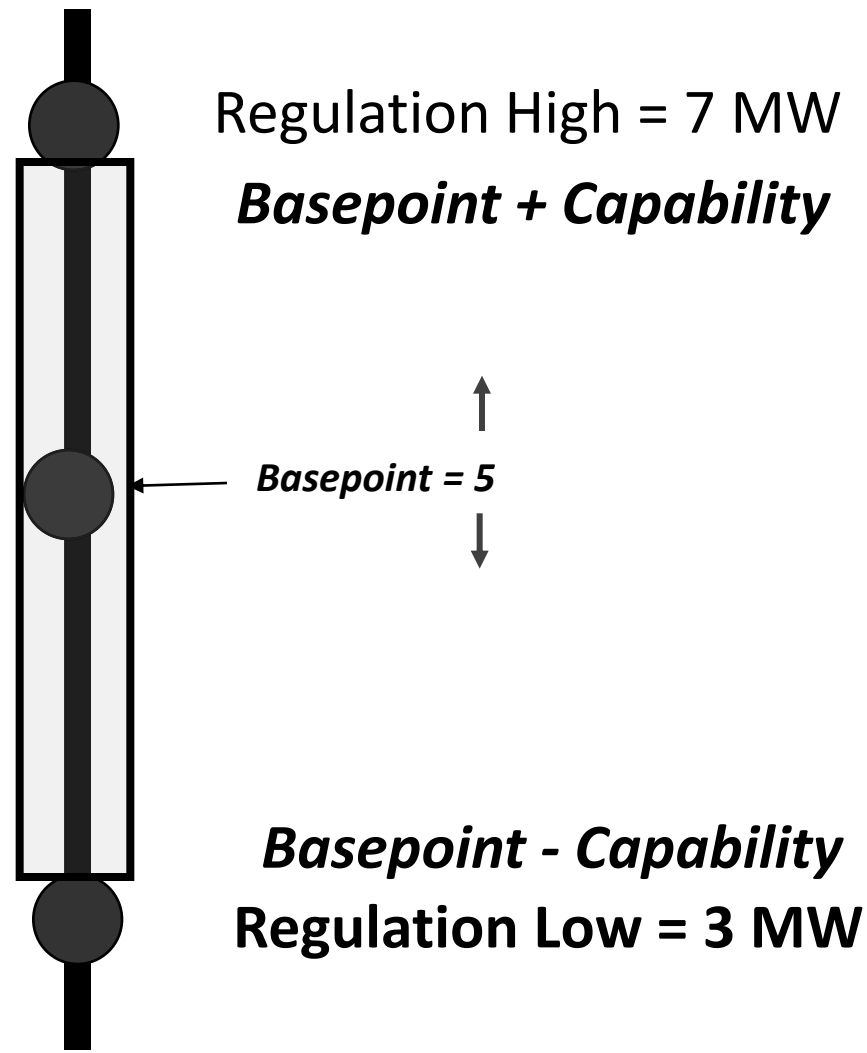 Regulation High = 7 MW
Basepoint + Capability
Basepoint = 5
Basepoint - Capability
Regulation Low = 3 MW